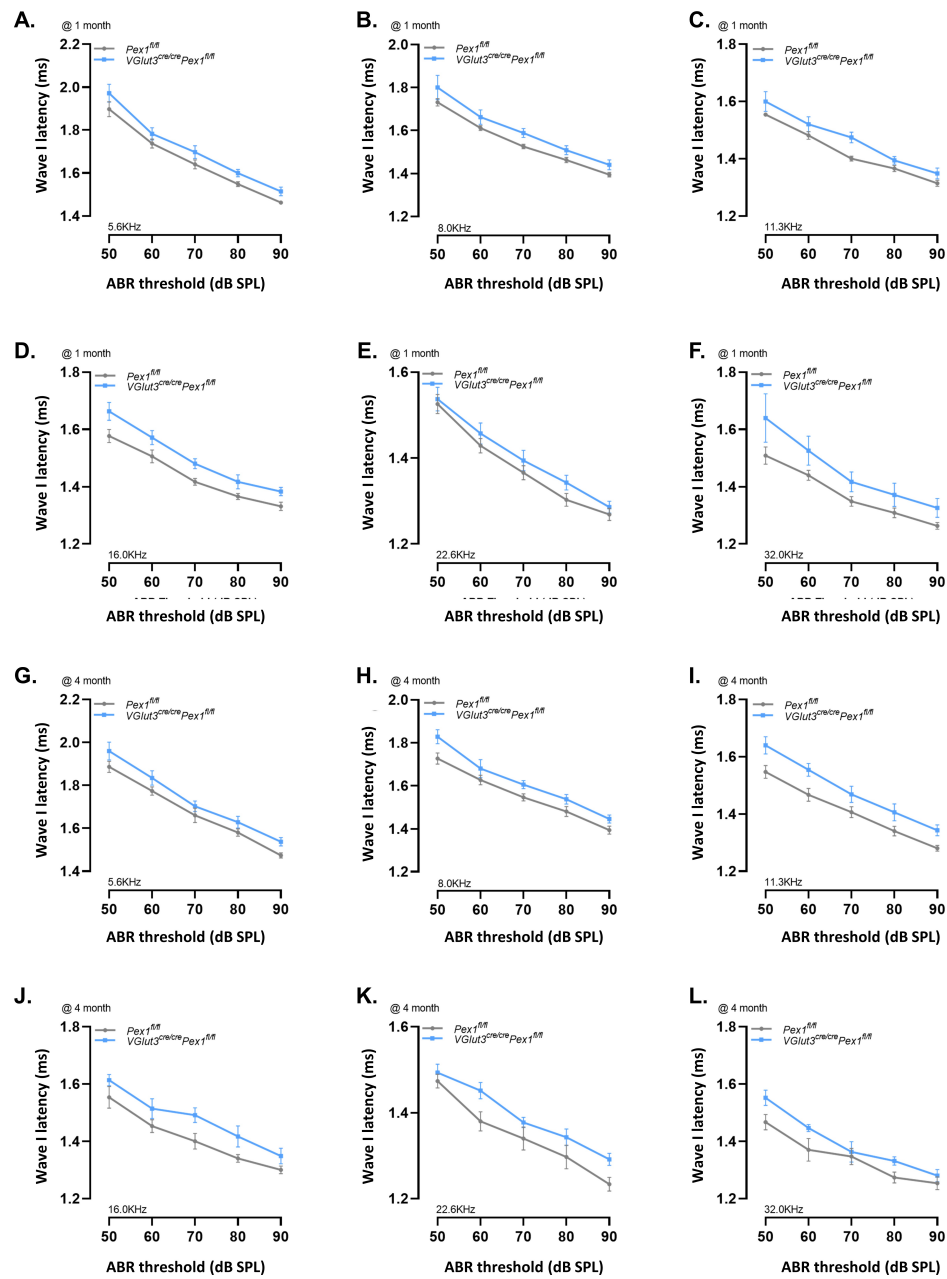 A.
@ 1 month
Pex1fl/fl
VGlut3cre/crePex1fl/fl
Wave I latency (ms)
2.2
2.0
1.8
1.6
1.4
5.6KHz
50 60 70 80 90
ABR threshold (dB SPL)
B.
@ 1 month
Pex1fl/fl
VGlut3cre/crePex1fl/fl
Wave I latency (ms)
2.0
1.8
1.6
1.4
1.2
8.0KHz
50 60 70 80 90
ABR threshold (dB SPL)
C.
@ 1 month
Pex1fl/fl
VGlut3cre/crePex1fl/fl
Wave I latency (ms)
1.8
1.6
1.4
1.2
11.3KHz
50 60 70 80 90
ABR threshold (dB SPL)
D.
@ 1 month
Pex1fl/fl
VGlut3cre/crePex1fl/fl
Wave I latency (ms)
1.8
1.6
1.4
1.2
16.0KHz
50 60 70 80 90
ABR threshold (dB SPL)
E.
@ 1 month
Pex1fl/fl
VGlut3cre/crePex1fl/fl
Wave I latency (ms)
1.6
1.4
1.2
22.6KHz
50 60 70 80 90
ABR threshold (dB SPL)
F.
@ 1 month
Pex1fl/fl
VGlut3cre/crePex1fl/fl
Wave I latency (ms)
1.8
1.6
1.4
1.2
32.0KHz
50 60 70 80 90
ABR threshold (dB SPL)
G.
@ 4 month
Pex1fl/fl
VGlut3cre/crePex1fl/fl
Wave I latency (ms)
2.2
2.0
1.8
1.6
1.4
5.6KHz
50 60 70 80 90
ABR threshold (dB SPL)
H.
@ 4 month
Pex1fl/fl
VGlut3cre/crePex1fl/fl
Wave I latency (ms)
2.0
1.8
1.6
1.4
1.2
8.0KHz
50 60 70 80 90
ABR threshold (dB SPL)
I.
@ 4 month
Pex1fl/fl
VGlut3cre/crePex1fl/fl
Wave I latency (ms)
1.8
1.6
1.4
1.2
11.3KHz
50 60 70 80 90
ABR threshold (dB SPL)
J.
@ 4 month
Pex1fl/fl
VGlut3cre/crePex1fl/fl
Wave I latency (ms)
1.8
1.6
1.4
1.2
16.0KHz
50 60 70 80 90
ABR threshold (dB SPL)
K.
@ 4 month
Pex1fl/fl
VGlut3cre/crePex1fl/fl
Wave I latency (ms)
1.6
1.4
1.2
22.6KHz
50 60 70 80 90
ABR threshold (dB SPL)
L.
@ 4 month
Pex1fl/fl
VGlut3cre/crePex1fl/fl
Wave I latency (ms)
1.8
1.6
1.4
1.2
32.0KHz
50 60 70 80 90
ABR threshold (dB SPL)